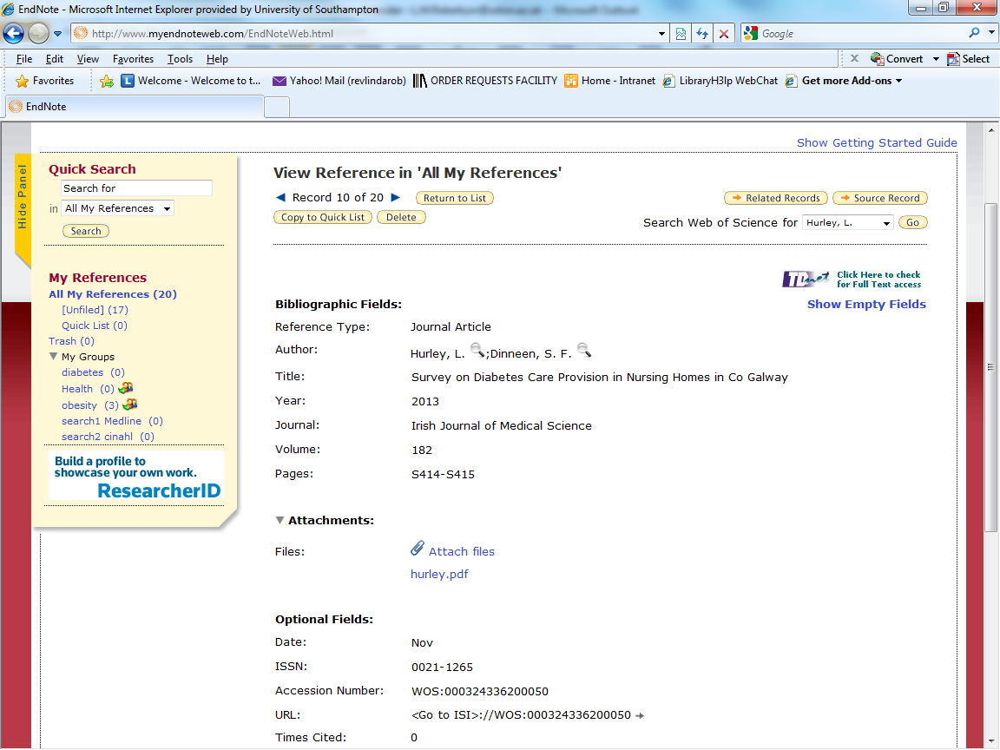 EndNote - Microsoft Internet Explorer provided by University of Southampton
http://www.myendnoteweb.com/EndNoteWeb.html
Google
File Edit View Favorites Tools Help
Convert Select
Favorites Welcome - Welcome to t... Yahoo! Mail (revlindarob) ORDER REQUESTS FACILITY Home - Intranet LibraryH3lp WebChat Get more Add-ons
EndNote
Show Getting Started Guide
Hide Panel
Quick Search
Search for
in All My References
Search
My References
All My References (20)
[Unfiled] (17)
Quick List (0)
Trash (0)
My Groups
diabetes (0)
Health (0)
obesity (3)
search1 Medline (0)
search2 cinahl (0)
Build a profile to
showcase your own work.
ResearcherID
View Reference in 'All My References'
Record 10 of 20 Return to List
Related Records Source Record
Copy to Quick List Delete
Search Web of Science for Hurley, L. Go
TDnet Click Here to check
for Full Text access
Bibliographic Fields: Show Empty Fields
Reference Type: Journal Article
Author: Hurley, L. ;Dinneen, S. F.
Title: Survey on Diabetes Care Provision in Nursing Homes in Co Galway
Year: 2013
Journal: Irish Journal of Medical Science
Volume: 182
Pages: S414-S415
Attachments:
Files: Attach files
hurley.pdf
Optional Fields:
Date: Nov
ISSN: 0021-1265
Accession Number: WOS:000324336200050
URL: <Go to ISI>://WOS:000324336200050
Times Cited: 0